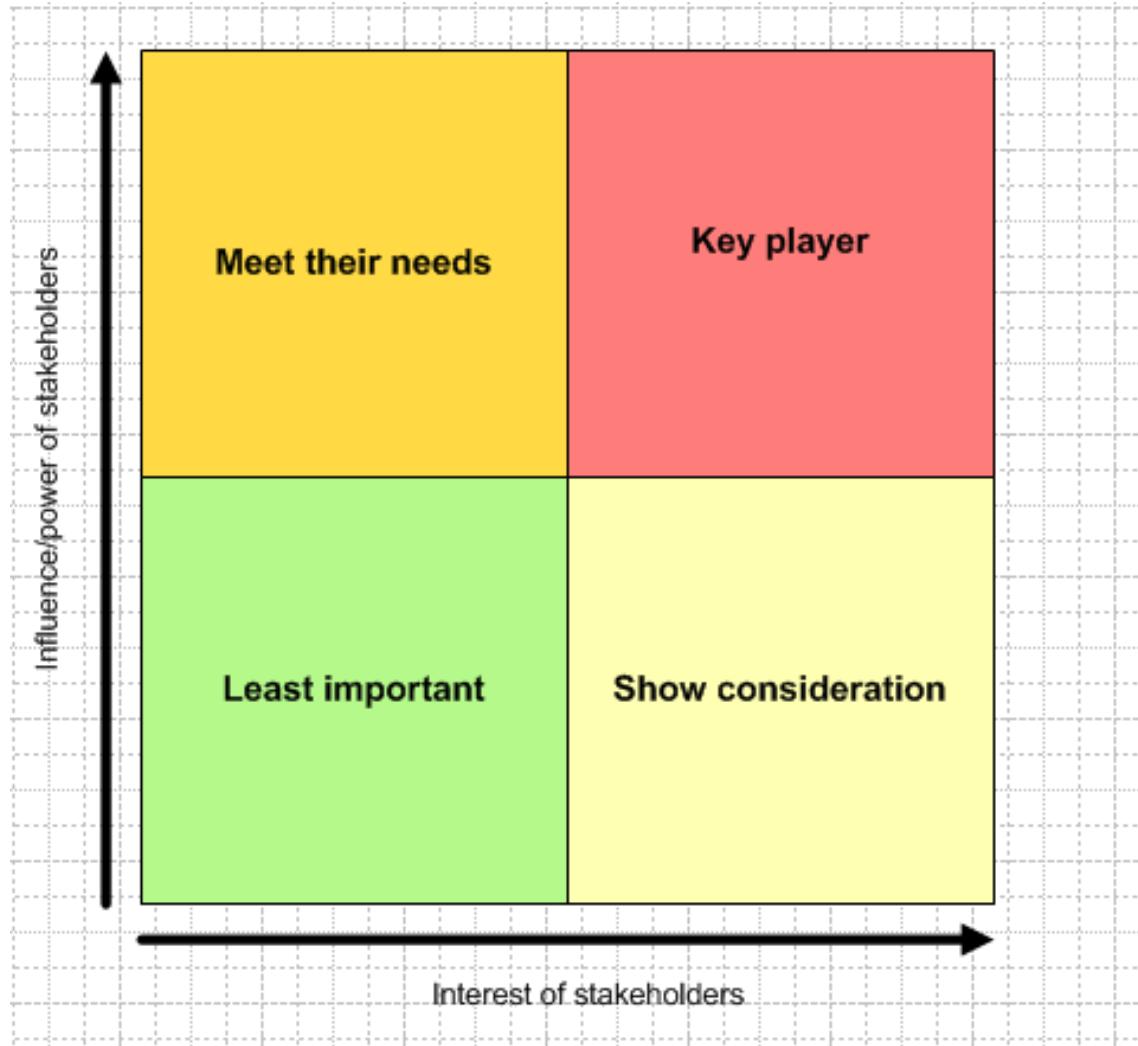 Influence/power of stakeholders
Meet their needs
Key player
Least important
Show consideration
Interest of stakeholders